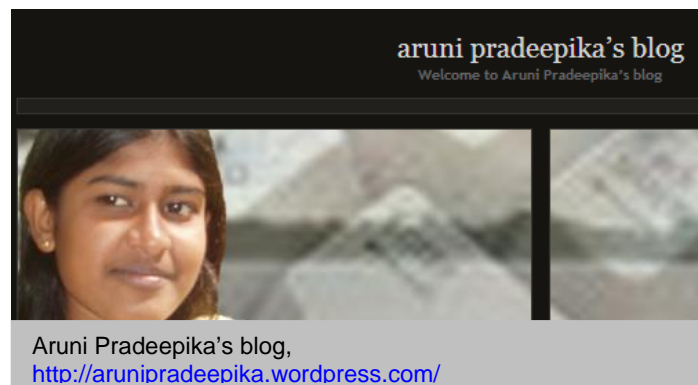 aruni pradeepika’s blog
Welcome to Aruni Pradeepika’s blog
Aruni Pradeepika’s blog,
http://arunipradeepika.wordpress.com/